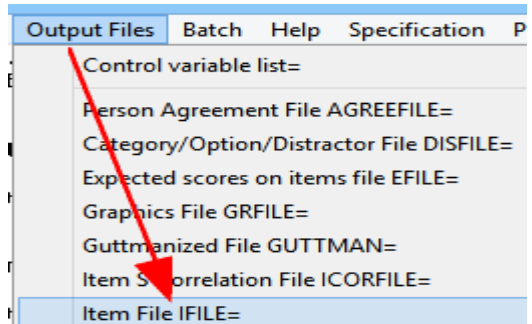 Output Files Batch Help Specification P
Control variable list=
Person Agreement File AGREEFILE=
Category/Option/Distractor File DISFILE=
Expected scores on items file EFILE=
Graphics File GRFILE=
Guttmanized File GUTTMAN=
Item Correlation File ICORFILE=
Item File IFILE=